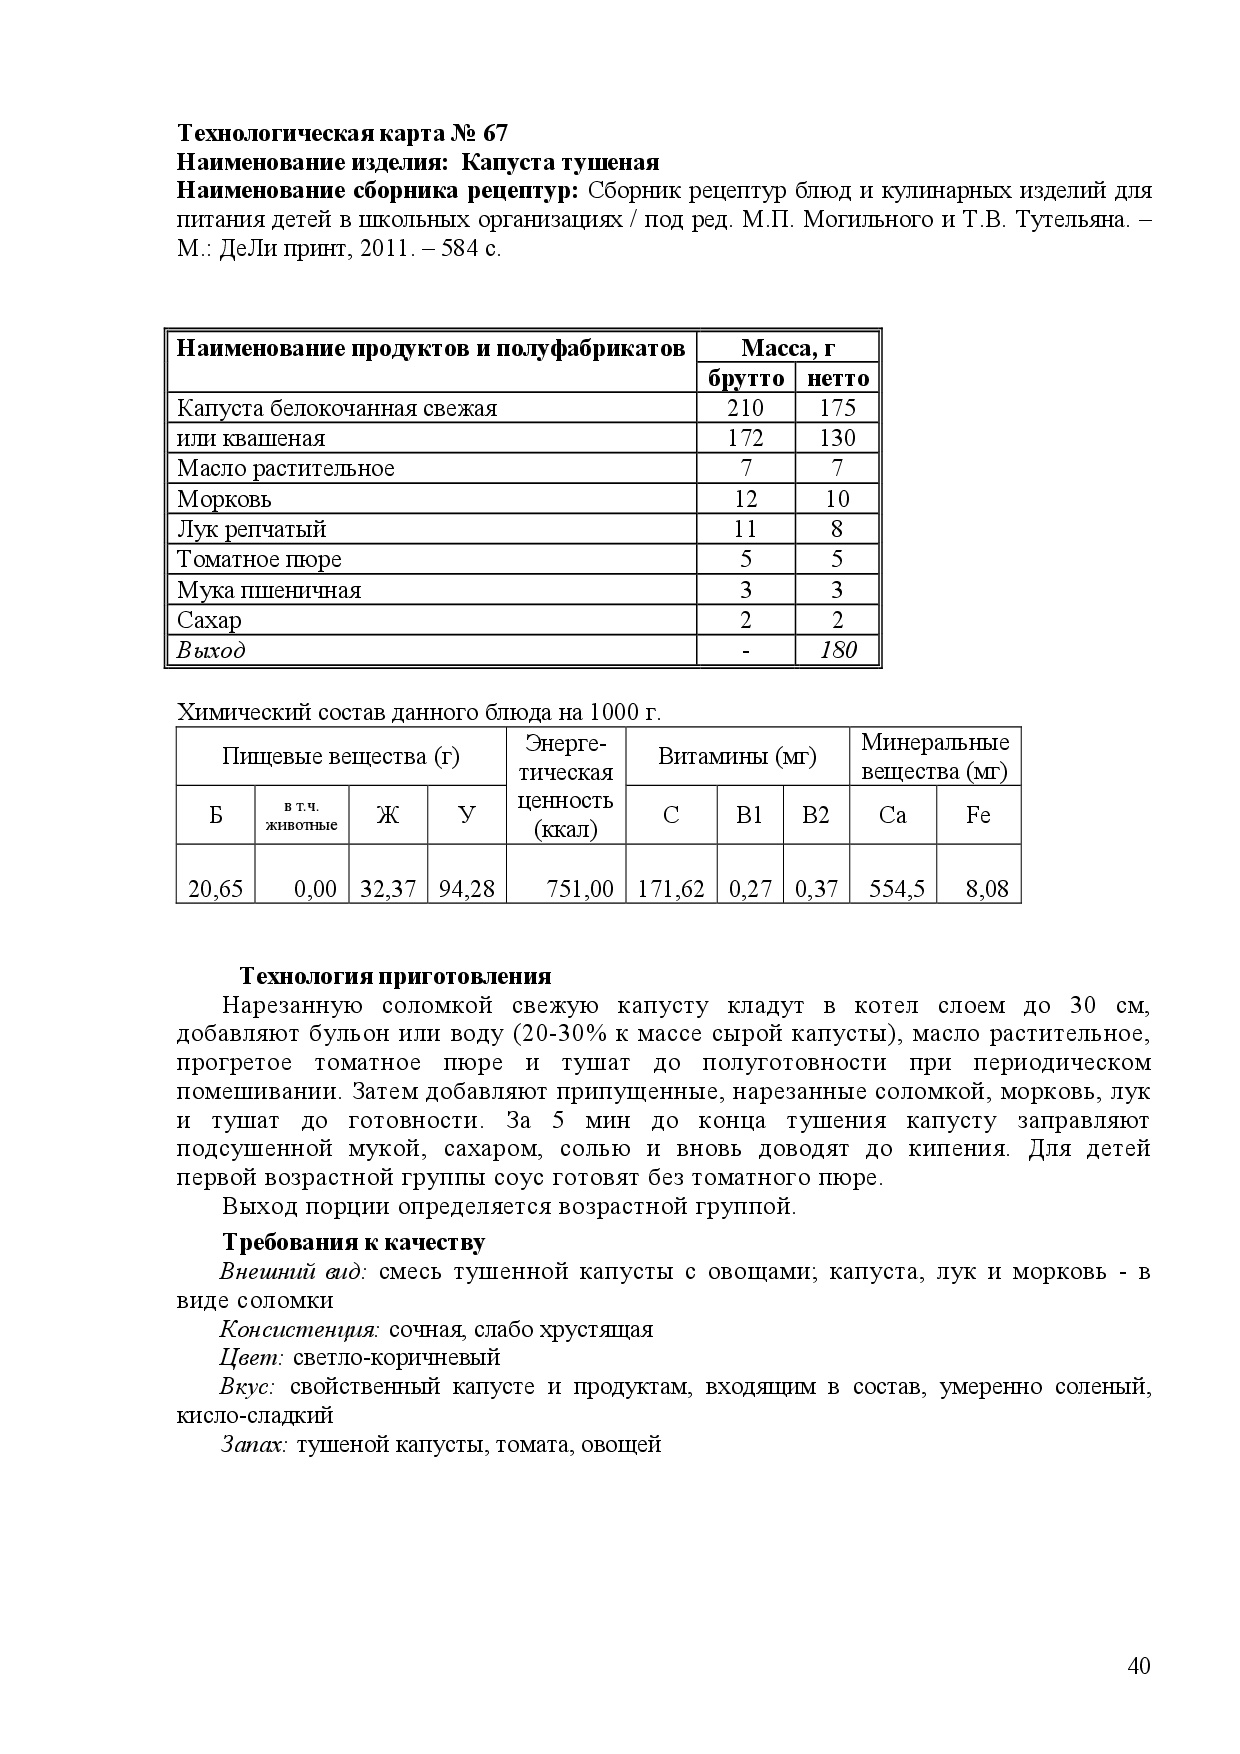 Технологическая карта № 67
Наименование изделия: Капуста тушеная
Наименование сборника рецептур: Сборник рецептур блюд и кулинарных изделий для
питания детей в школьных организациях / под ред. М.П. Могильного и Т.В. Тутельяна. –
М.: ДеЛи принт, 2011. – 584 с.
Наименование продуктов и полуфабрикатов Масса, г
брутто нетто
Капуста белокочанная свежая 210 175
или квашеная 172 130
Масло растительное 7 7
Морковь 12 10
Лук репчатый 11 8
Томатное пюре 5 5
Мука пшеничная 3 3
Сахар 2 2
Выход - 180
Химический состав данного блюда на 1000 г.
Пищевые вещества (г) Энерге-
тическая
ценность
(ккал) Витамины (мг) Минеральные
вещества (мг)
Б в т.ч.
животные Ж У С В1 В2 Са Fe
20,65 0,00 32,37 94,28 751,00 171,62 0,27 0,37 554,5 8,08
Технология приготовления
Нарезанную соломкой свежую капусту кладут в котел слоем до 30 см,
добавляют бульон или воду (20-30% к массе сырой капусты), масло растительное,
прогретое томатное пюре и тушат до полуготовности при периодическом
помешивании. Затем добавляют припущенные, нарезанные соломкой, морковь, лук
и тушат до готовности. За 5 мин до конца тушения капусту заправляют
подсушенной мукой, сахаром, солью и вновь доводят до кипения. Для детей
первой возрастной группы соус готовят без томатного пюре.
Выход порции определяется возрастной группой.
Требования к качеству
Внешний вид: смесь тушенной капусты с овощами; капуста, лук и морковь - в
виде соломки
Консистенция: сочная, слабо хрустящая
Цвет: светло-коричневый
Вкус: свойственный капусте и продуктам, входящим в состав, умеренно соленый,
кисло-сладкий
Запах: тушеной капусты, томата, овощей
40